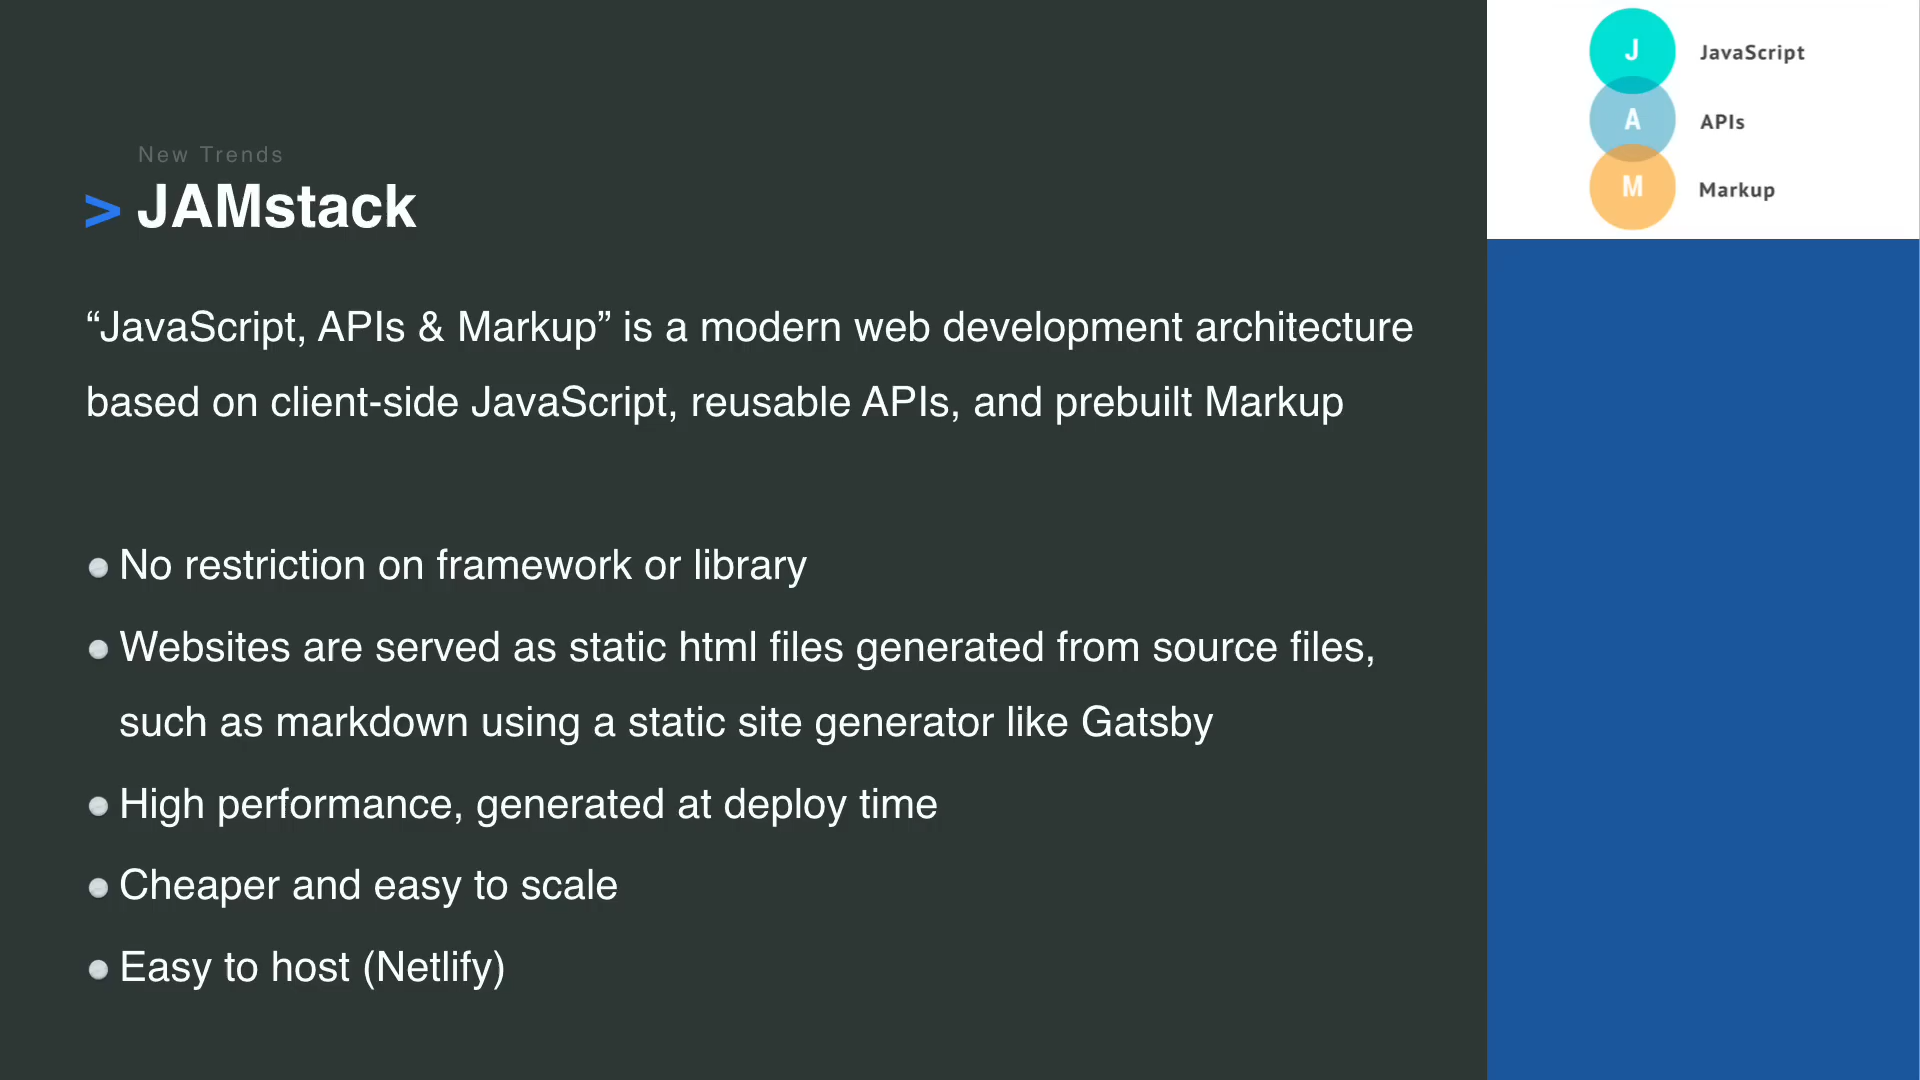 New Trends
> JAMstack
“JavaScript, APIs & Markup” is a modern web development architecture
based on client-side JavaScript, reusable APIs, and prebuilt Markup
No restriction on framework or library
Websites are served as static html files generated from source files,
such as markdown using a static site generator like Gatsby
High performance, generated at deploy time
Cheaper and easy to scale
Easy to host (Netlify)
J JavaScript
A APIs
M Markup